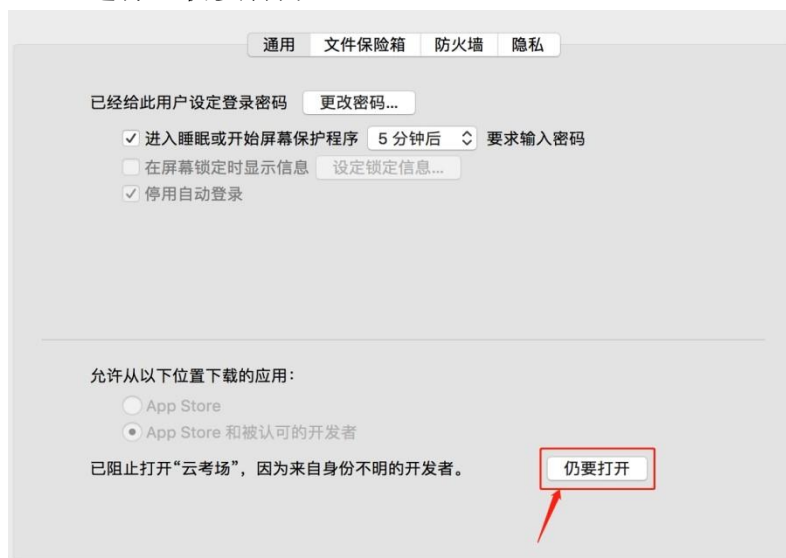 通用 文件保险箱 防火墙 隐私
已经给此用户设定登录密码 更改密码...
进入睡眠或开始屏幕保护程序 5 分钟后 要求输入密码
在屏幕锁定时显示信息 设定锁定信息...
停用自动登录
允许从以下位置下载的应用：
App Store
App Store 和被认可的开发者
已阻止打开“云考场”，因为来自身份不明的开发者。 仍要打开